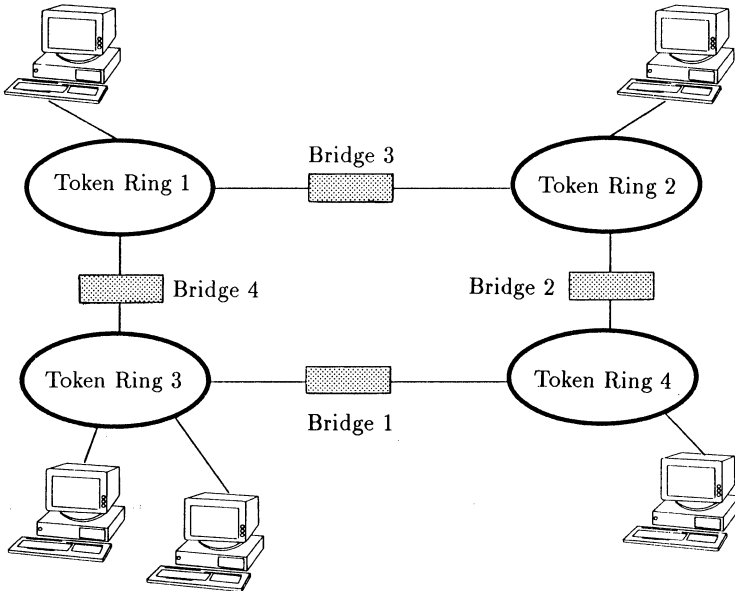 Bridge 3
Token Ring 1
Token Ring 2
Bridge 4
Bridge 2
Token Ring 3
Token Ring 4
Bridge 1